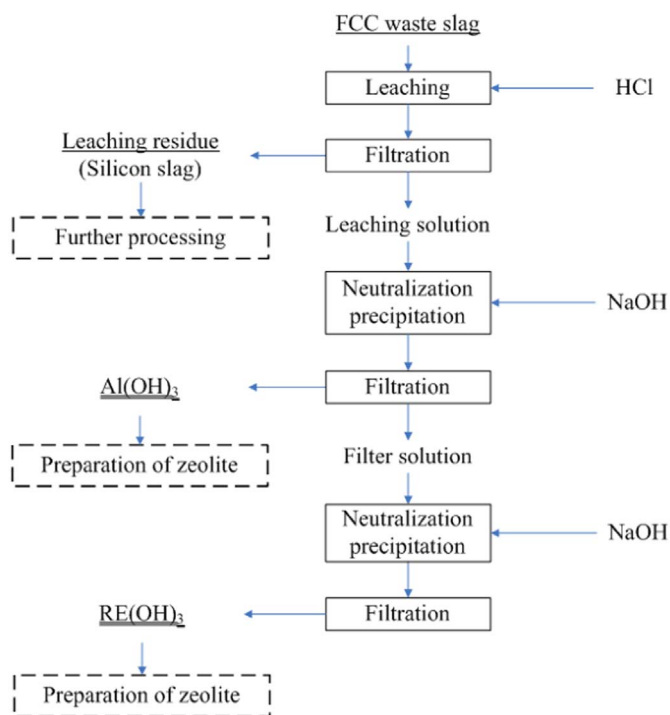 FCC waste slag
Leaching
HCl
Leaching residue
(Silicon slag)
Filtration
Further processing
Leaching solution
Neutralization
precipitation
NaOH
Al(OH)₃
Filtration
Preparation of zeolite
Filter solution
Neutralization
precipitation
NaOH
RE(OH)₃
Filtration
Preparation of zeolite